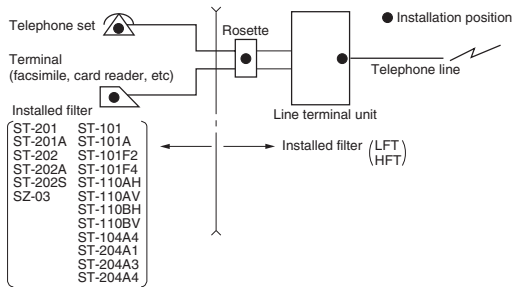 Telephone set
Rosette
● Installation position
Terminal
(facsimile, card reader, etc)
Telephone line
Line terminal unit
Installed filter
ST-201 ST-101
ST-201A ST-101A
ST-202 ST-101F2
ST-202A ST-101F4
ST-202S ST-110AH
SZ-03 ST-110AV
ST-110BH
ST-110BV
ST-104A4
ST-204A1
ST-204A3
ST-204A4
Installed filter (LFT
HFT)